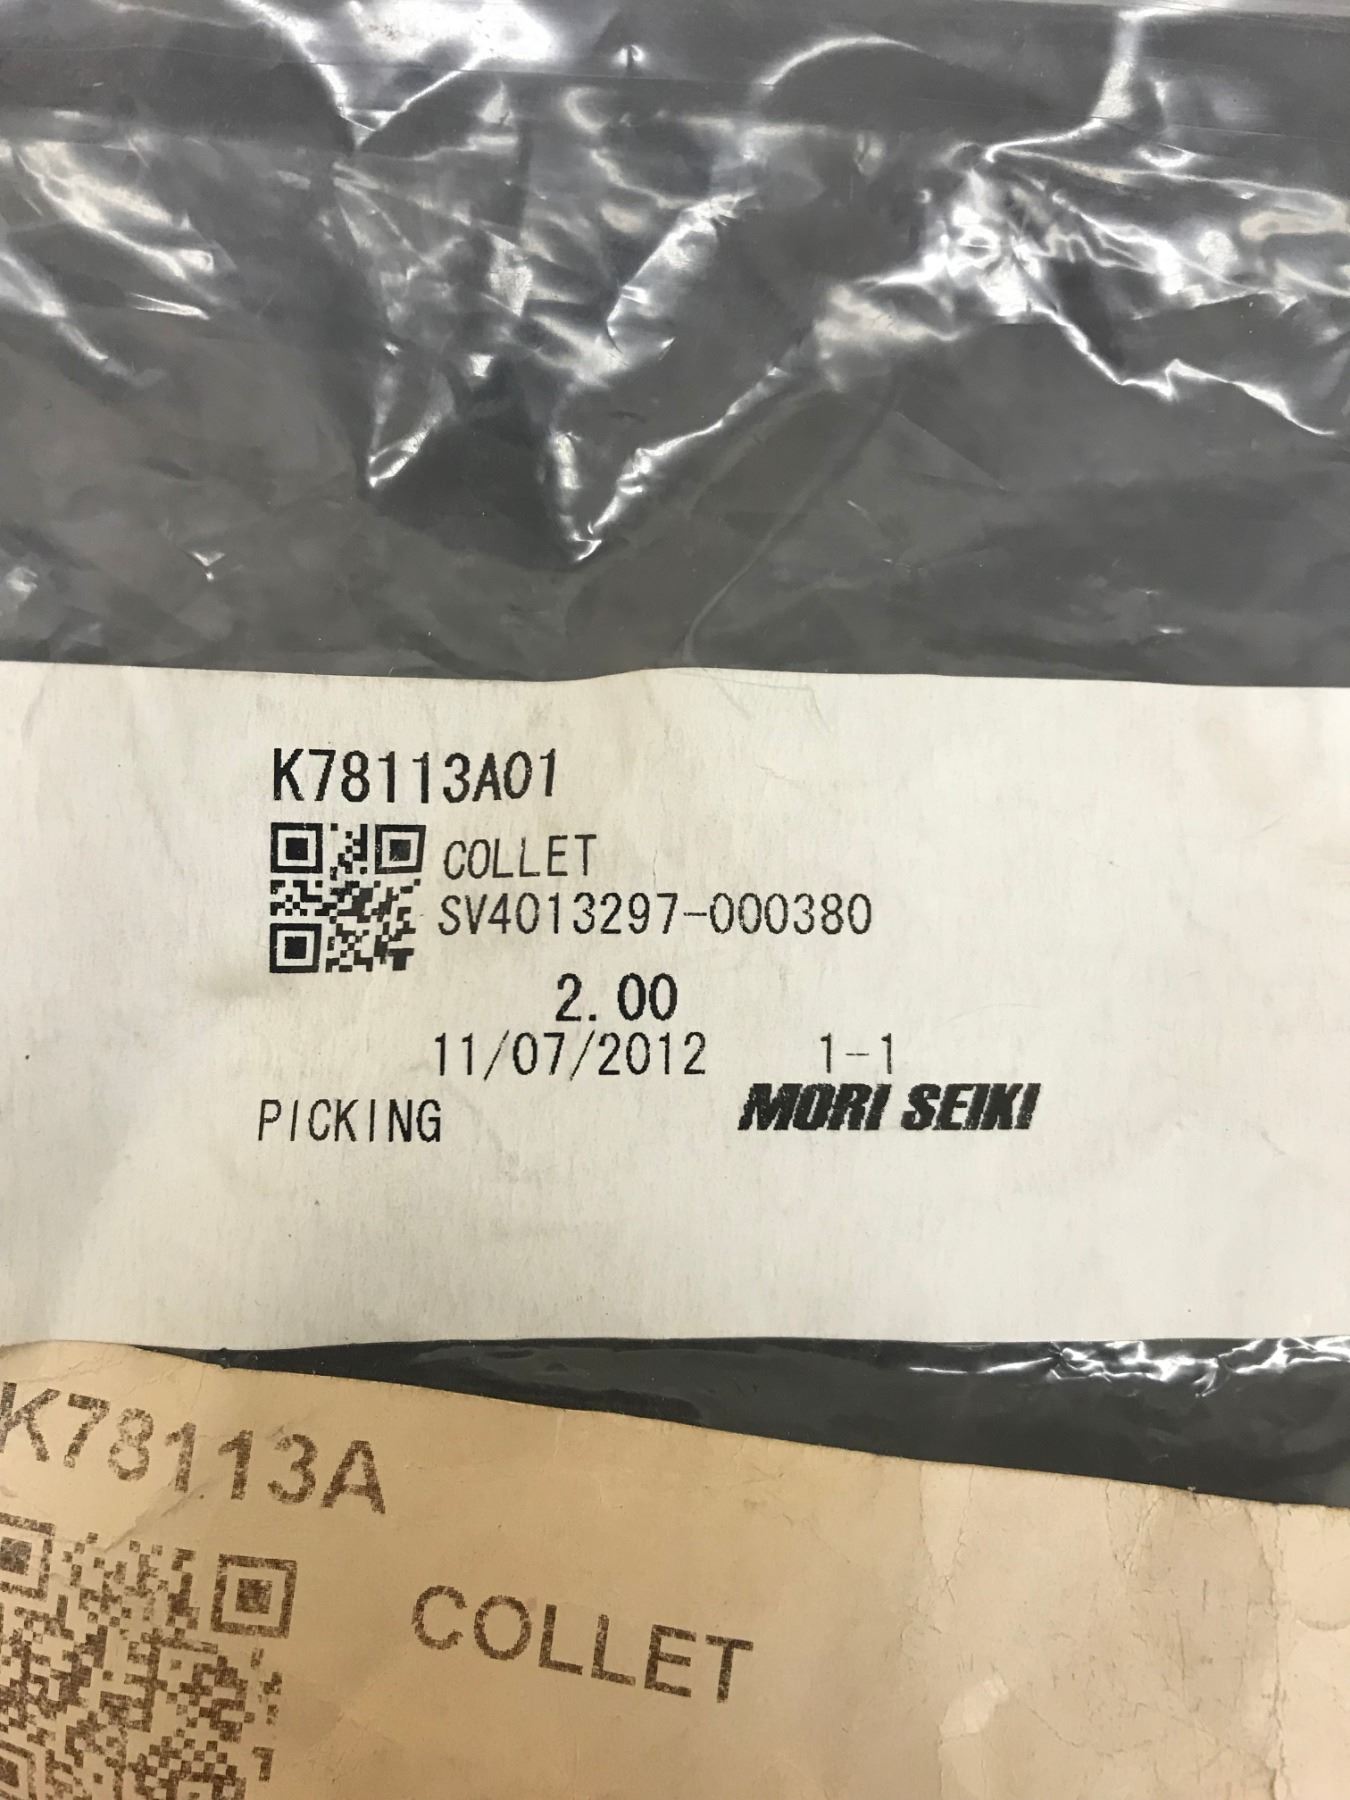 K78113A01
COLLET
SV4013297-000380
2.00
11/07/2012 1-1
PICKING MORI SEIKI
K78113A
COLLET